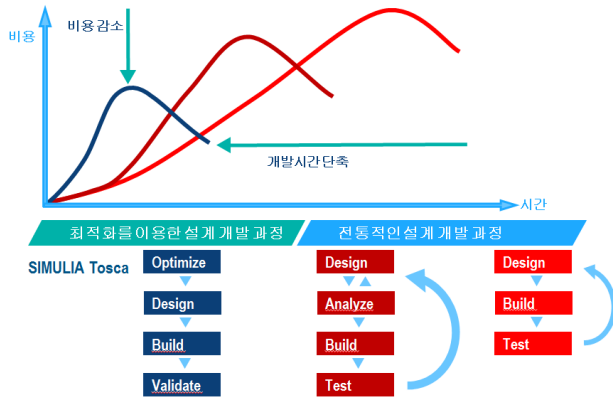 비용
비용 감소
개발시간 단축
시간
최적화를 이용한 설계 개발 과정
전통적인 설계 개발 과정
SIMULIA Tosca
Optimize
Design
Build
Validate
Design
Analyze
Build
Test
Design
Build
Test